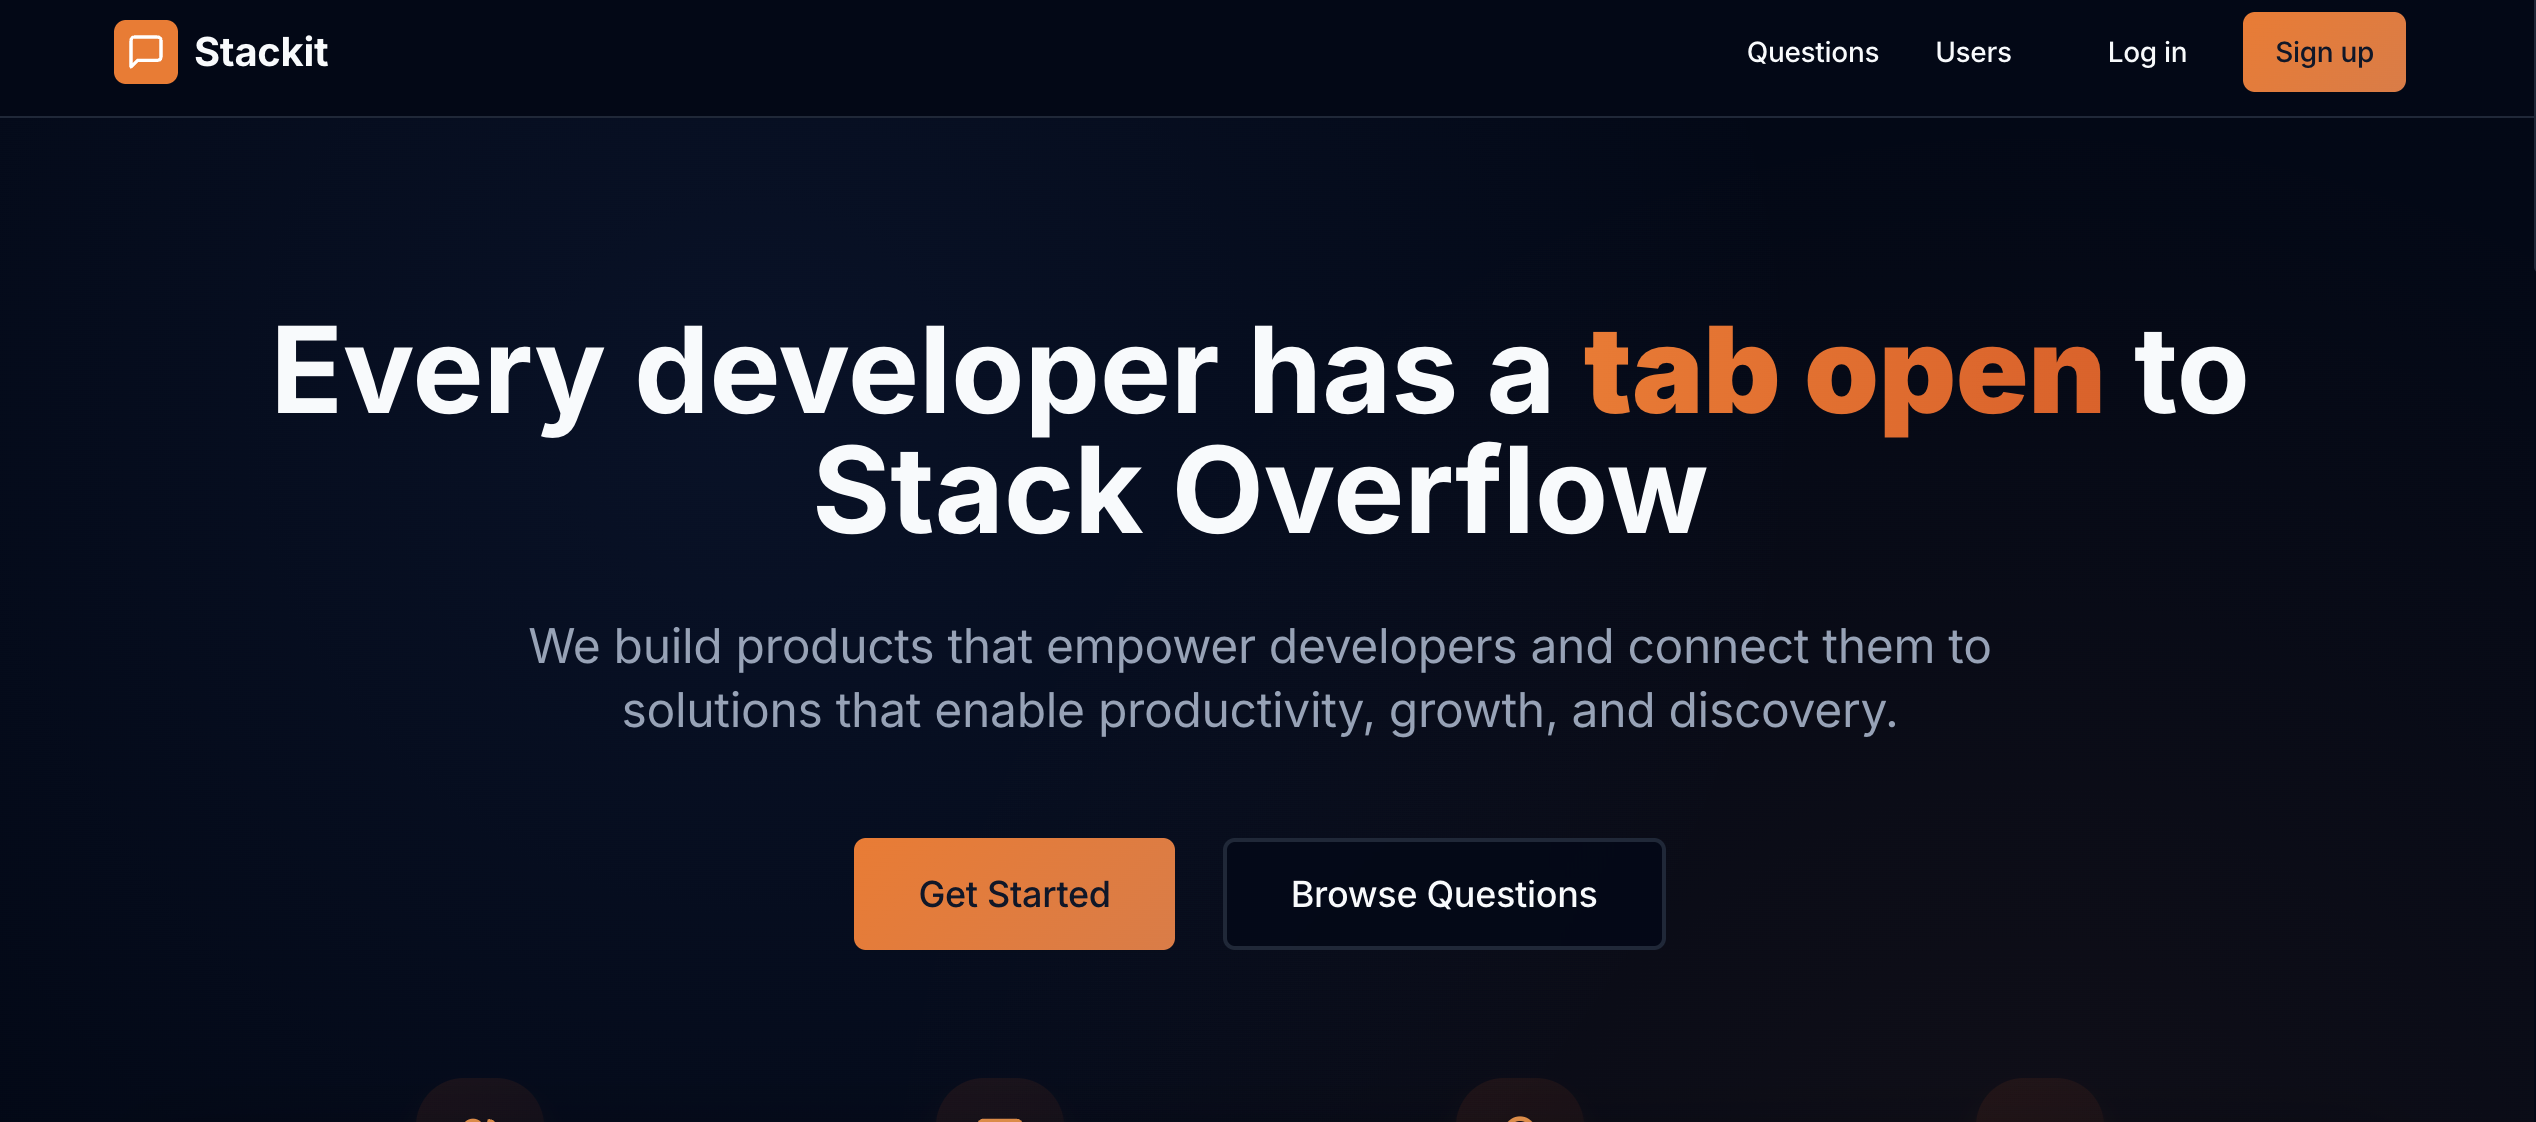 Stackit
Questions
Users
Log in
Sign up
Every developer has a tab open to
Stack Overflow
We build products that empower developers and connect them to
solutions that enable productivity, growth, and discovery.
Get Started
Browse Questions